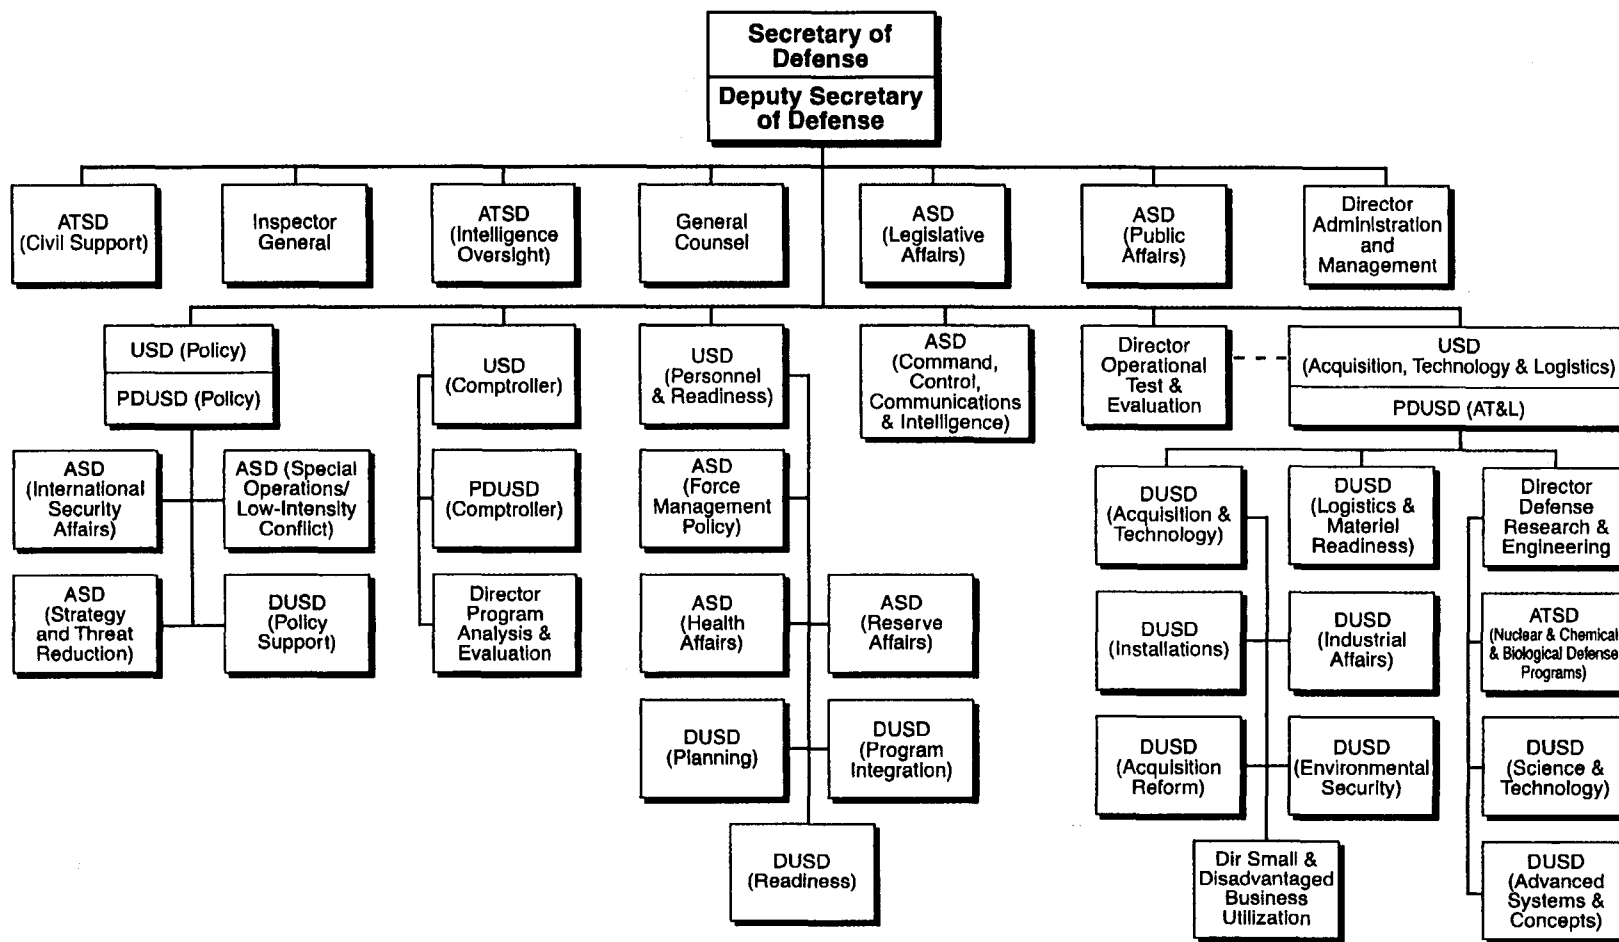 Secretary of
Defense
Deputy Secretary
of Defense
ATSD
(Civil Support)
Inspector
General
ATSD
(Intelligence
Oversight)
General
Counsel
ASD
(Legislative
Affairs)
ASD
(Public
Affairs)
Director
Administration
and
Management
USD (Policy)
PDUSD (Policy)
USD
(Comptroller)
USD
(Personnel
& Readiness)
ASD
(Command,
Control,
Communications
& Intelligence)
Director
Operational
Test &
Evaluation
USD
(Acquisition, Technology & Logistics)
PDUSD (AT&L)
ASD
(International
Security
Affairs)
ASD (Special
Operations/
Low-Intensity
Conflict)
PDUSD
(Comptroller)
ASD
(Force
Management
Policy)
DUSD
(Acquisition &
Technology)
DUSD
(Logistics &
Materiel
Readiness)
Director
Defense
Research &
Engineering
ASD
(Strategy
and Threat
Reduction)
DUSD
(Policy
Support)
Director
Program
Analysis &
Evaluation
ASD
(Health
Affairs)
ASD
(Reserve
Affairs)
DUSD
(Installations)
DUSD
(Industrial
Affairs)
ATSD
(Nuclear & Chemical
& Biological Defense
Programs)
DUSD
(Planning)
DUSD
(Program
Integration)
DUSD
(Acquisition
Reform)
DUSD
(Environmental
Security)
DUSD
(Science &
Technology)
DUSD
(Readiness)
Dir Small &
Disadvantaged
Business
Utilization
DUSD
(Advanced
Systems &
Concepts)